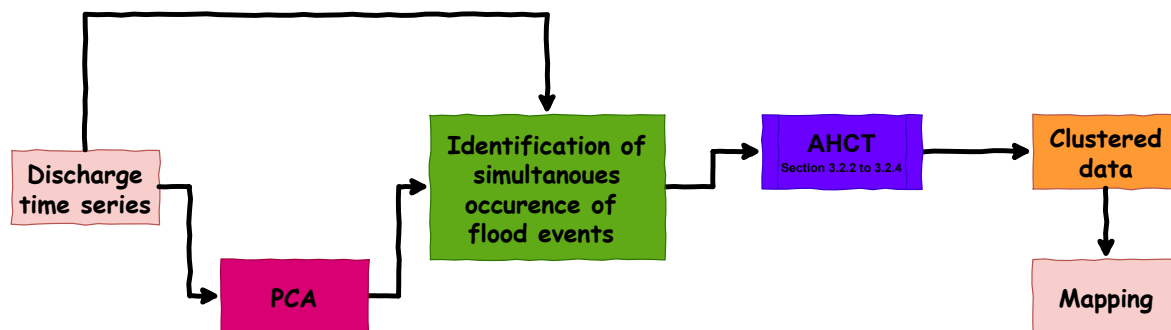 Discharge
time series
PCA
Identification of
simultanoues
occurence of
flood events
AHCT
Section 3.2.2 to 3.2.4
Clustered
data
Mapping